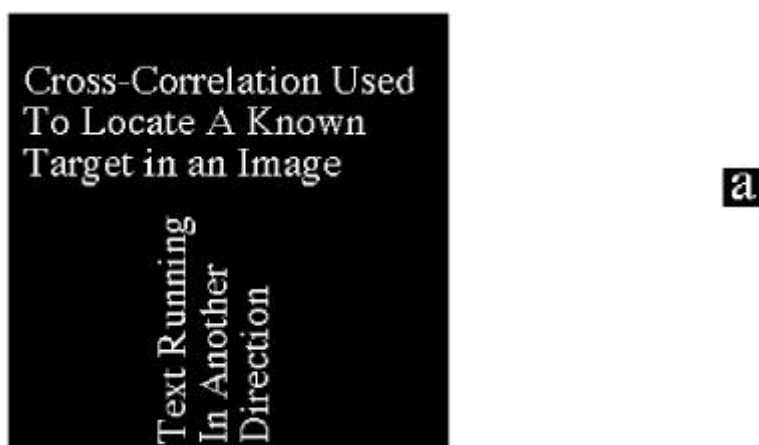 Cross-Correlation Used
To Locate A Known
Target in an Image
Text Running
In Another
Direction
a